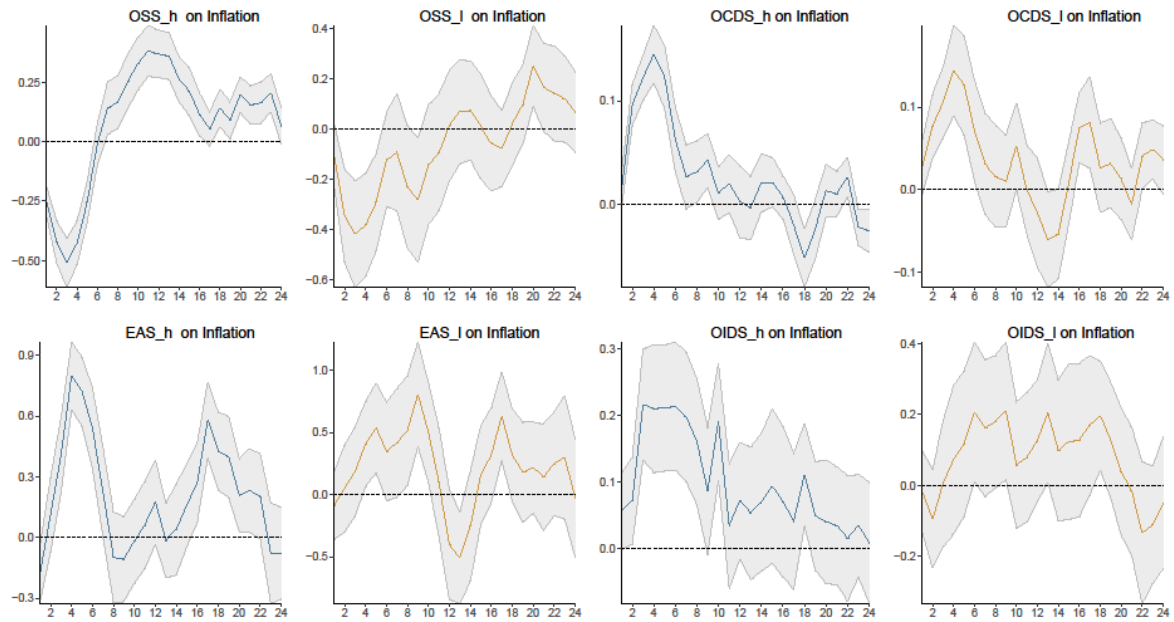 OSS_h on Inflation
0.25
0.00
−0.25
−0.50
2 4 6 8 10 12 14 16 18 20 22 24
OSS_l on Inflation
0.4
0.2
0.0
−0.2
−0.4
−0.6
2 4 6 8 10 12 14 16 18 20 22 24
OCDS_h on Inflation
0.1
0.0
2 4 6 8 10 12 14 16 18 20 22 24
OCDS_l on Inflation
0.1
0.0
−0.1
2 4 6 8 10 12 14 16 18 20 22 24
EAS_h on Inflation
0.9
0.6
0.3
0.0
−0.3
2 4 6 8 10 12 14 16 18 20 22 24
EAS_l on Inflation
1.0
0.5
0.0
−0.5
2 4 6 8 10 12 14 16 18 20 22 24
OIDS_h on Inflation
0.3
0.2
0.1
0.0
2 4 6 8 10 12 14 16 18 20 22 24
OIDS_l on Inflation
0.4
0.2
0.0
−0.2
2 4 6 8 10 12 14 16 18 20 22 24